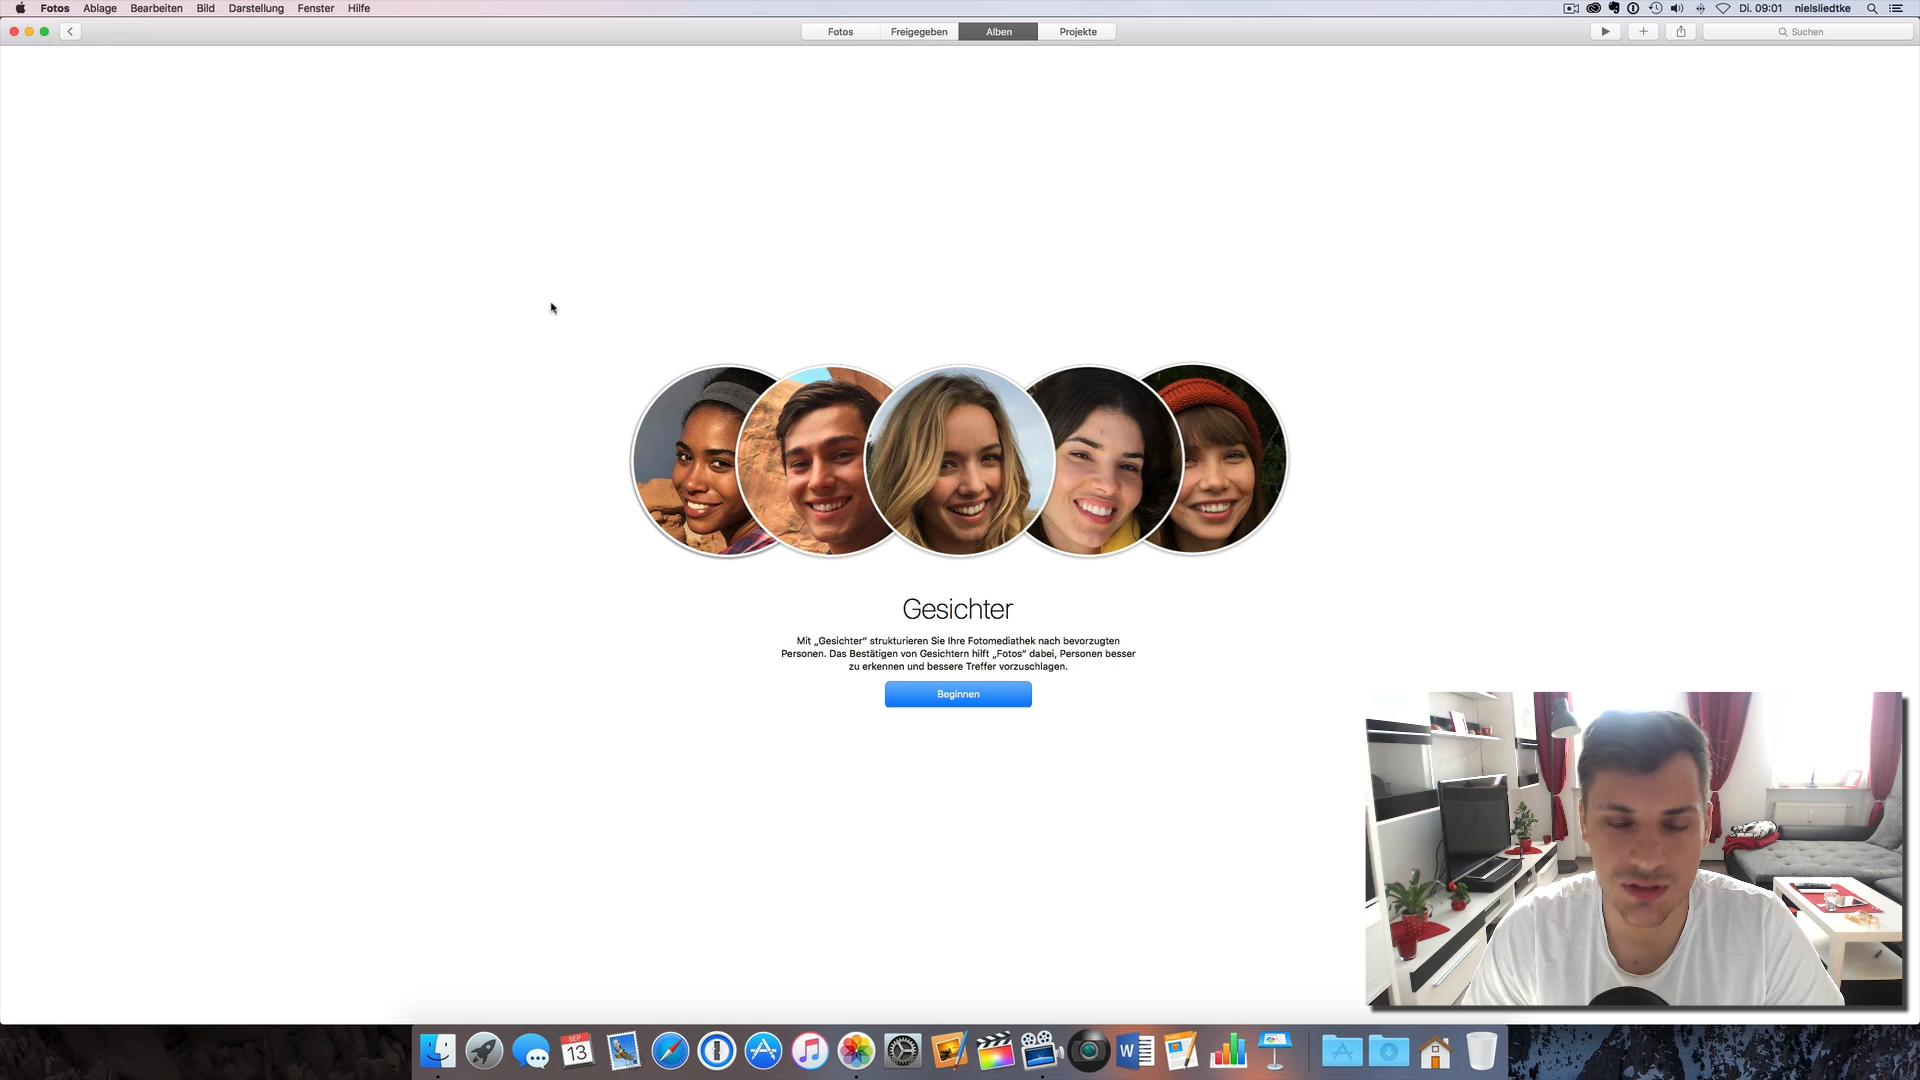 Fotos Ablage Bearbeiten Bild Darstellung Fenster Hilfe
Di. 09:01 nielsliedtke
Fotos Freigegeben Alben Projekte
Suchen
Gesichter
Mit „Gesichter“ strukturieren Sie Ihre Fotomediathek nach bevorzugten
Personen. Das Bestätigen von Gesichtern hilft „Fotos“ dabei, Personen besser
zu erkennen und bessere Treffer vorzuschlagen.
Beginnen
SEP
13
W